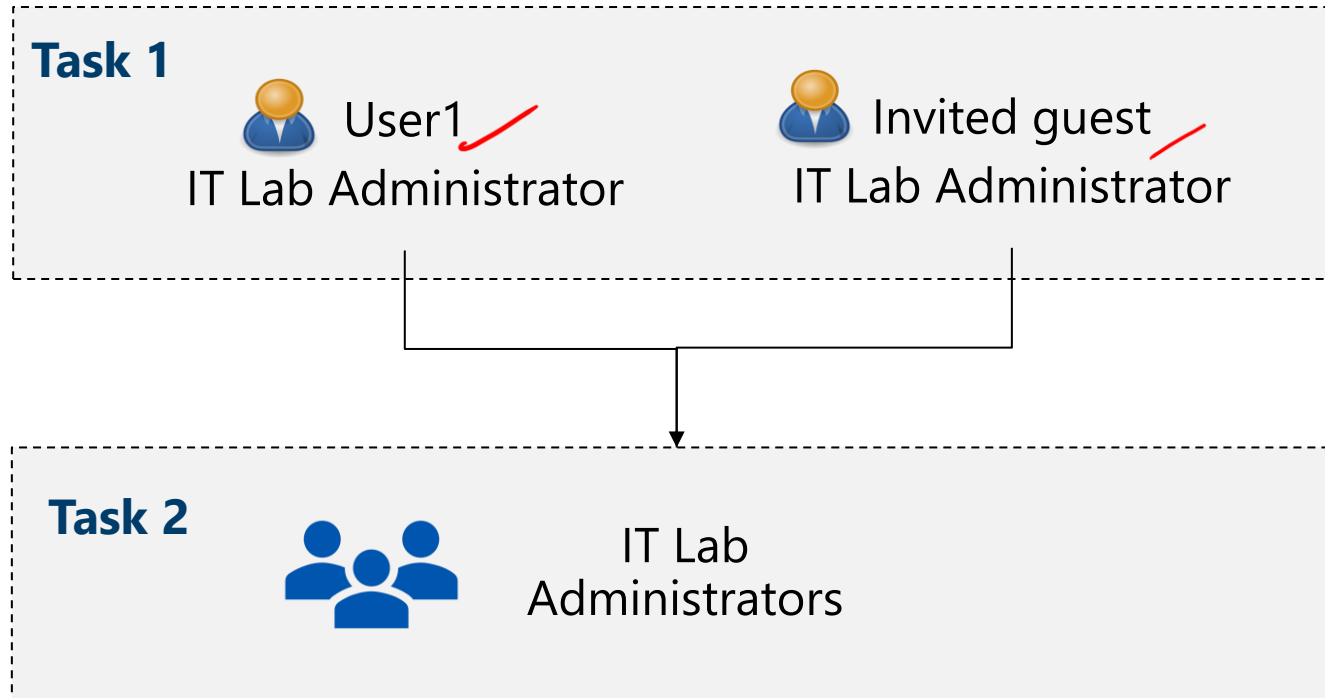 Task 1
User1
IT Lab Administrator
Invited guest
IT Lab Administrator
Task 2
IT Lab
Administrators